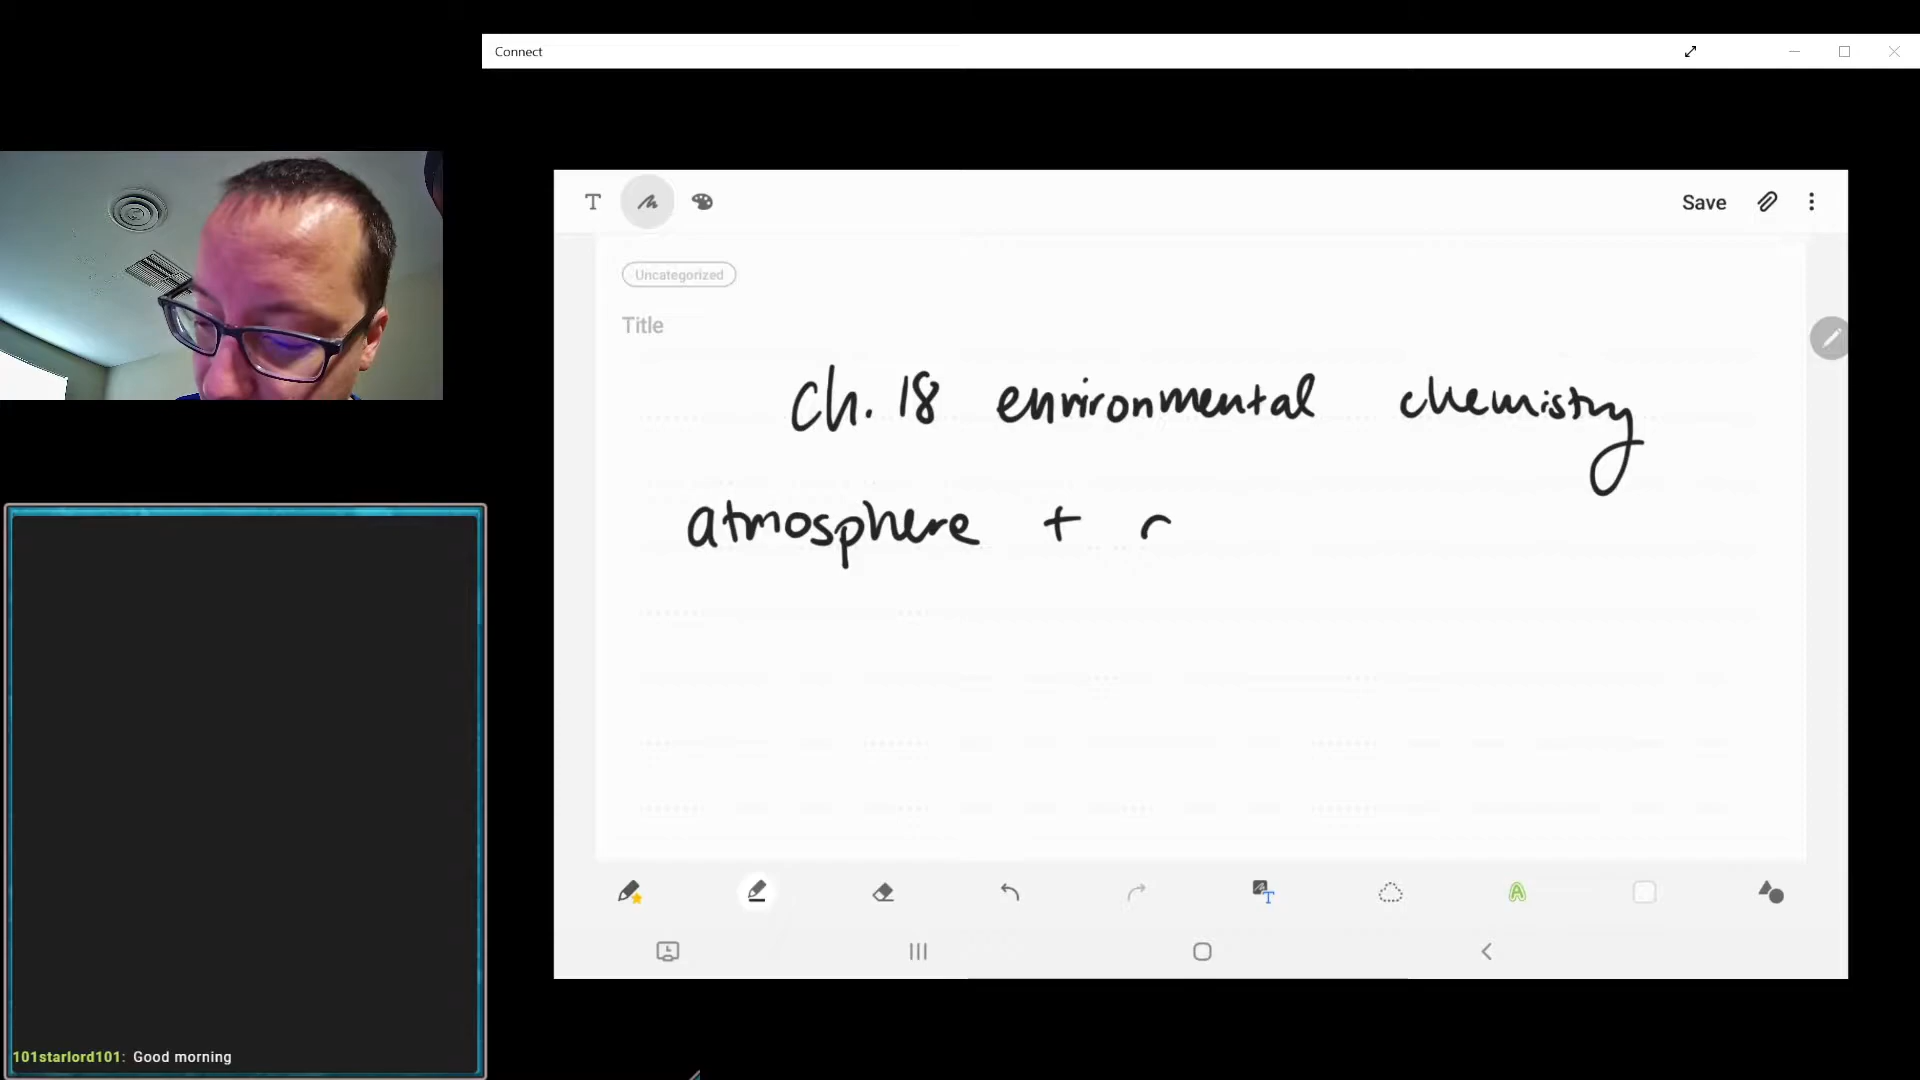 Connect
T
Save
Uncategorized
Title
Ch. 18 environmental chemistry
atmosphere +
101starlord101: Good morning